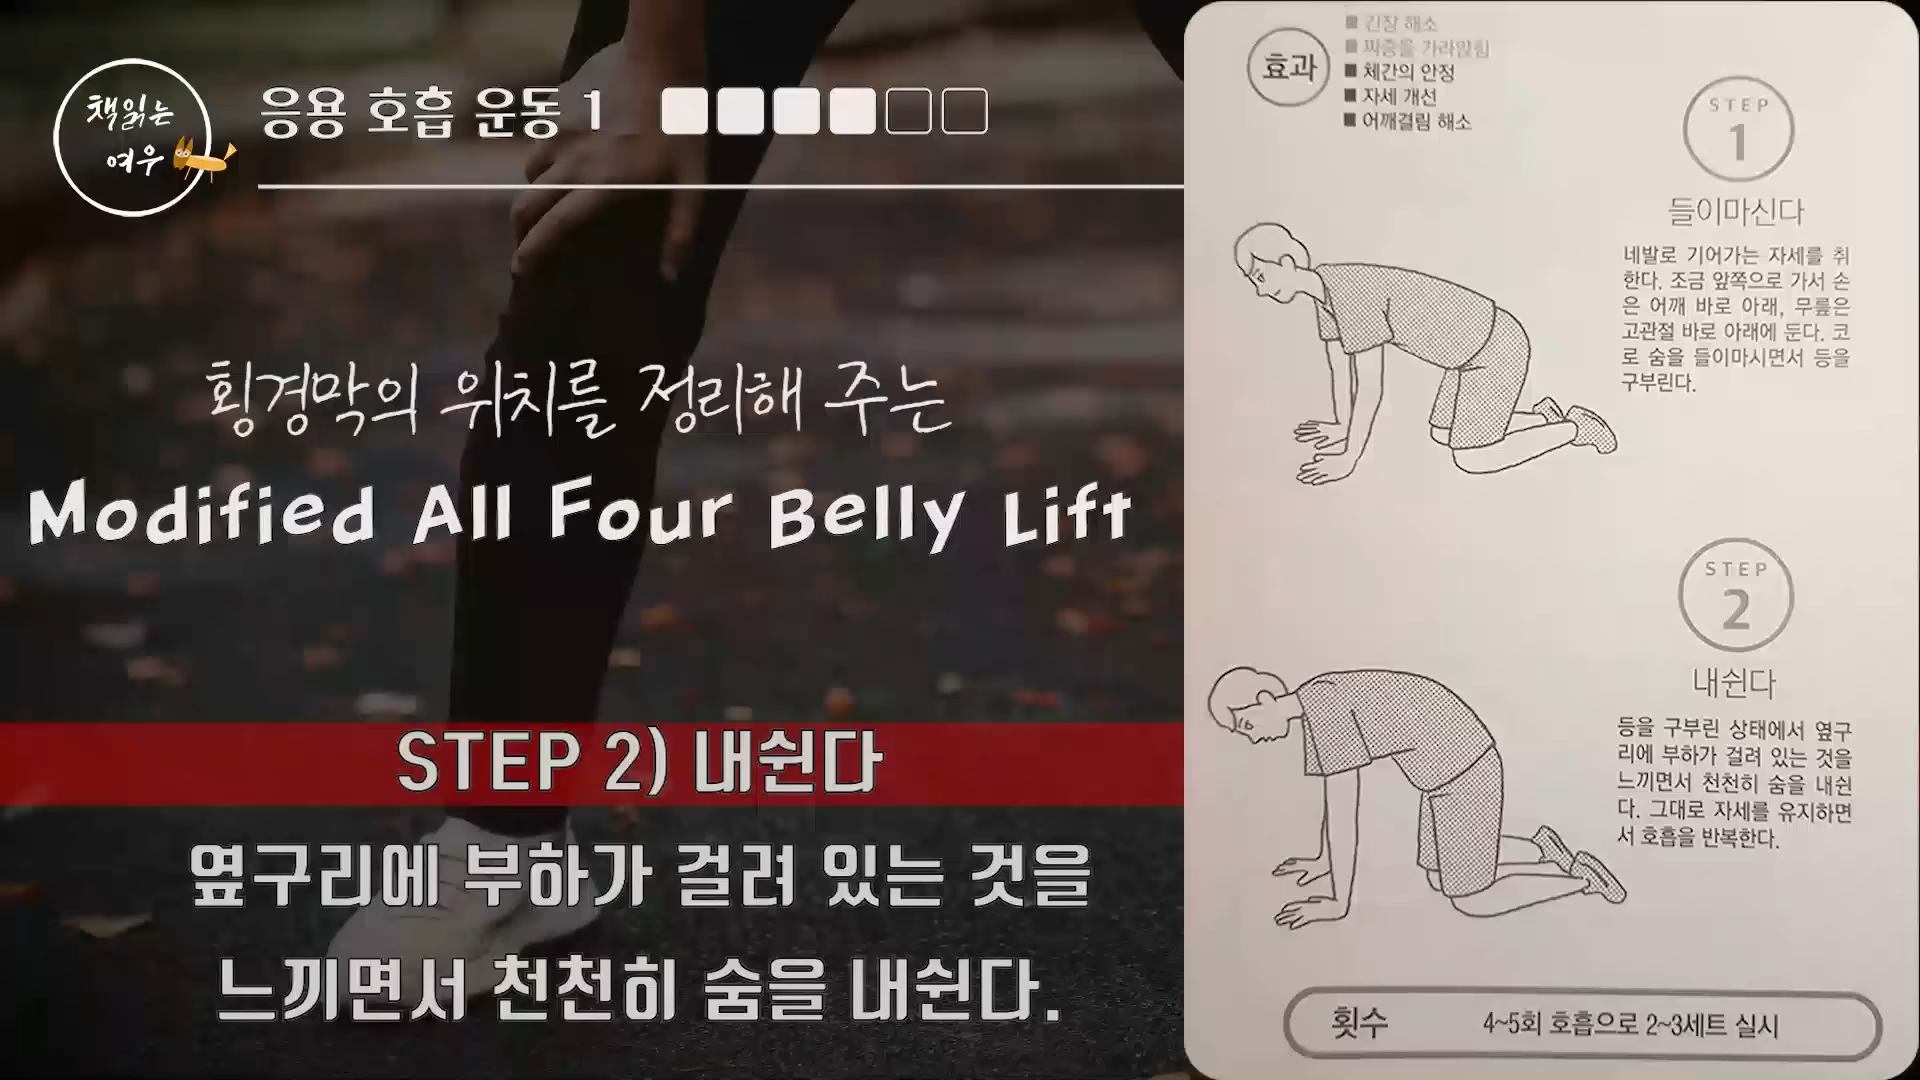 책읽는
여우
응용 호흡 운동 1
횡경막의 위치를 정리해 주는
Modified All Four Belly Lift
STEP 2) 내쉰다
옆구리에 부하가 걸려 있는 것을
느끼면서 천천히 숨을 내쉰다.
효과
■ 긴장 해소
■ 짜증을 가라앉힘
■ 체간의 안정
■ 자세 개선
■ 어깨결림 해소
STEP
1
들이마신다
네발로 기어가는 자세를 취
한다. 조금 앞쪽으로 가서 손
은 어깨 바로 아래, 무릎은
고관절 바로 아래에 둔다. 코
로 숨을 들이마시면서 등을
구부린다.
STEP
2
내쉰다
등을 구부린 상태에서 옆구
리에 부하가 걸려 있는 것을
느끼면서 천천히 숨을 내쉰
다. 그대로 자세를 유지하면
서 호흡을 반복한다.
횟수
4~5회 호흡으로 2~3세트 실시